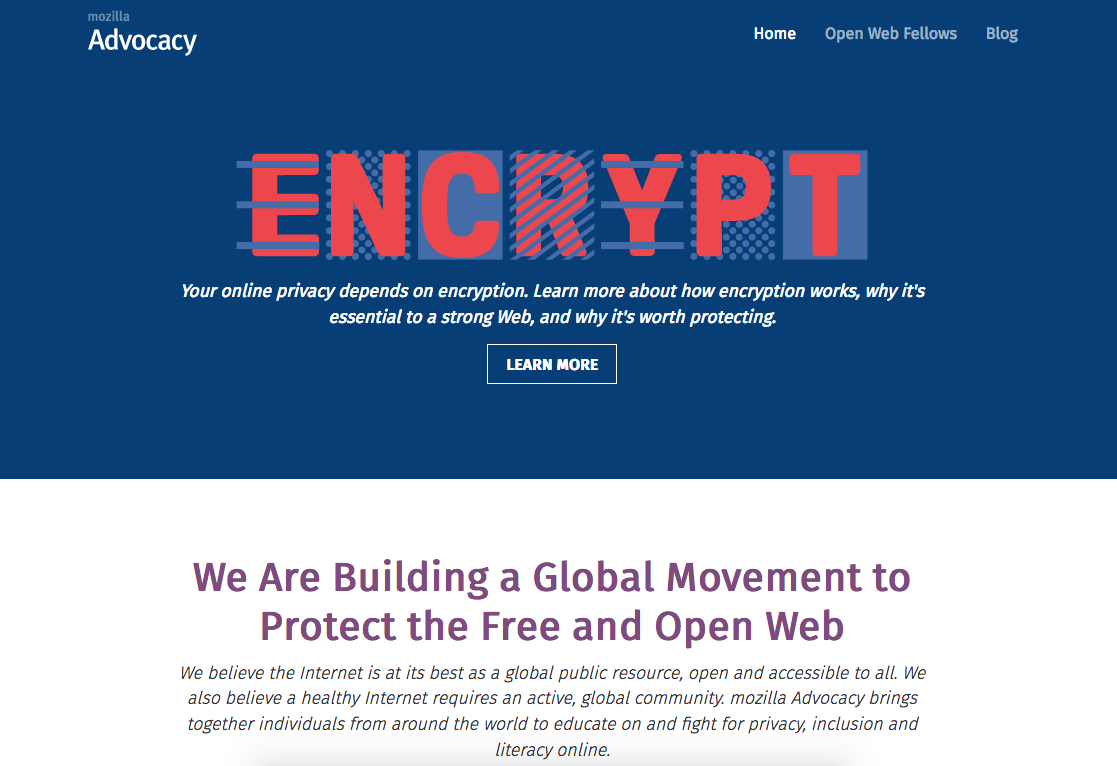 mozilla
Advocacy
Home Open Web Fellows Blog
ENCRYPT
Your online privacy depends on encryption. Learn more about how encryption works, why it's
essential to a strong Web, and why it's worth protecting.
LEARN MORE
We Are Building a Global Movement to
Protect the Free and Open Web
We believe the Internet is at its best as a global public resource, open and accessible to all. We
also believe a healthy Internet requires an active, global community. mozilla Advocacy brings
together individuals from around the world to educate on and fight for privacy, inclusion and
literacy online.